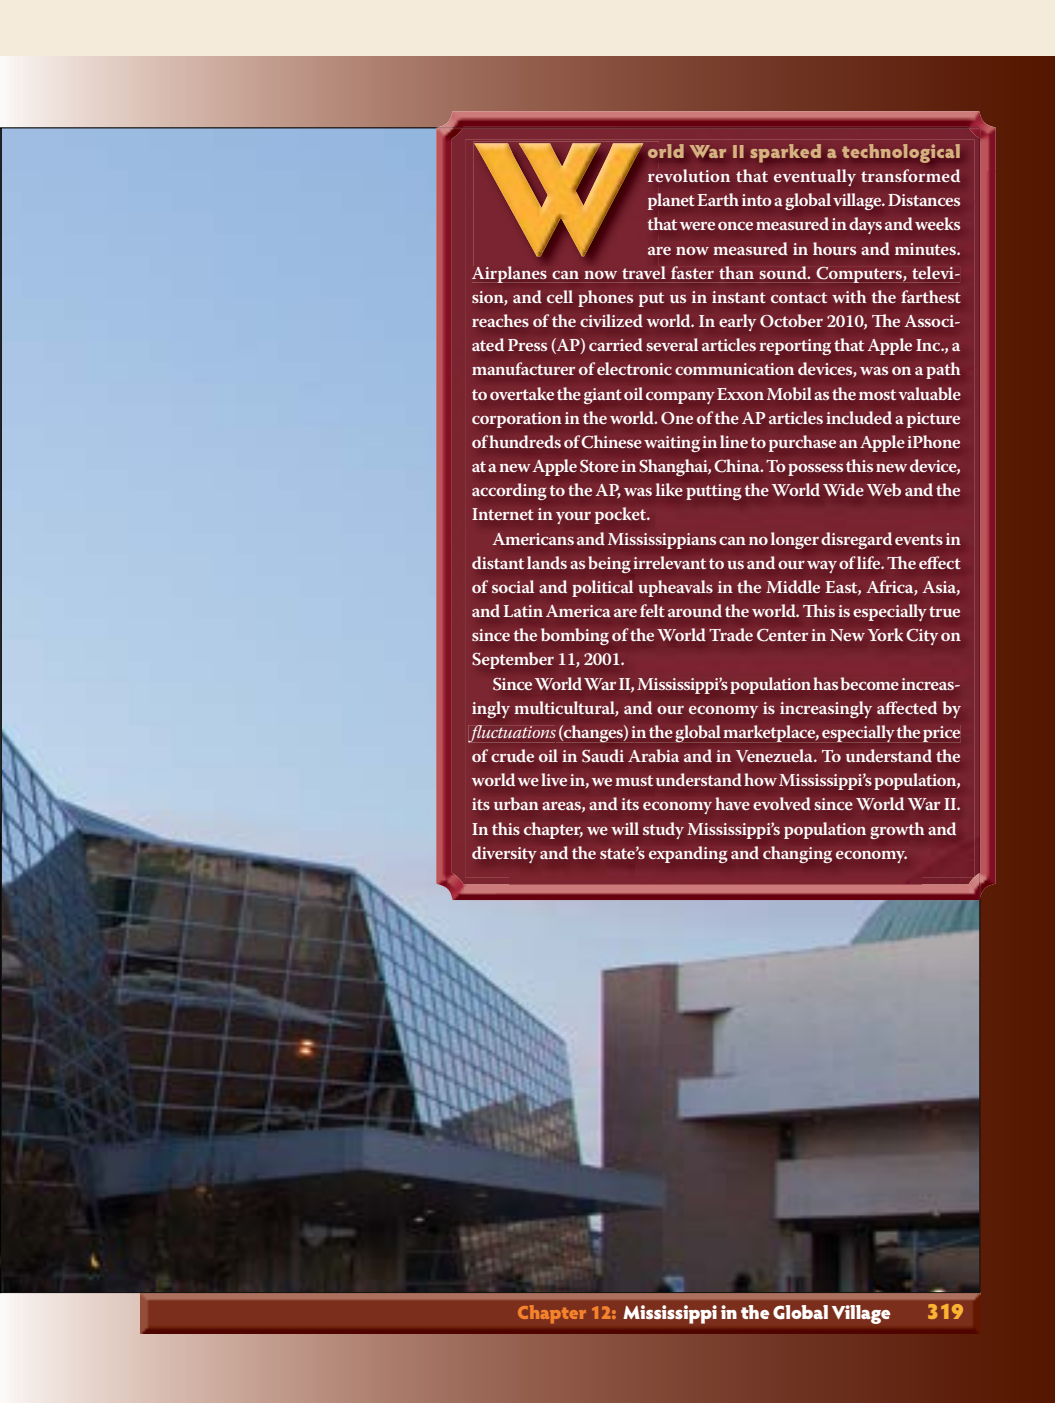 World War II sparked a technological
revolution that eventually transformed
planet Earth into a global village. Distances
that were once measured in days and weeks
are now measured in hours and minutes.
Airplanes can now travel faster than sound. Computers, televi-
sion, and cell phones put us in instant contact with the farthest
reaches of the civilized world. In early October 2010, The Associ-
ated Press (AP) carried several articles reporting that Apple Inc., a
manufacturer of electronic communication devices, was on a path
to overtake the giant oil company Exxon Mobil as the most valuable
corporation in the world. One of the AP articles included a picture
of hundreds of Chinese waiting in line to purchase an Apple iPhone
at a new Apple Store in Shanghai, China. To possess this new device,
according to the AP, was like putting the World Wide Web and the
Internet in your pocket.
Americans and Mississippians can no longer disregard events in
distant lands as being irrelevant to us and our way of life. The effect
of social and political upheavals in the Middle East, Africa, Asia,
and Latin America are felt around the world. This is especially true
since the bombing of the World Trade Center in New York City on
September 11, 2001.
Since World War II, Mississippi's population has become increas-
ingly multicultural, and our economy is increasingly affected by
fluctuations (changes) in the global marketplace, especially the price
of crude oil in Saudi Arabia and in Venezuela. To understand the
world we live in, we must understand how Mississippi's population,
its urban areas, and its economy have evolved since World War II.
In this chapter, we will study Mississippi's population growth and
diversity and the state's expanding and changing economy.
Chapter 12: Mississippi in the Global Village 319